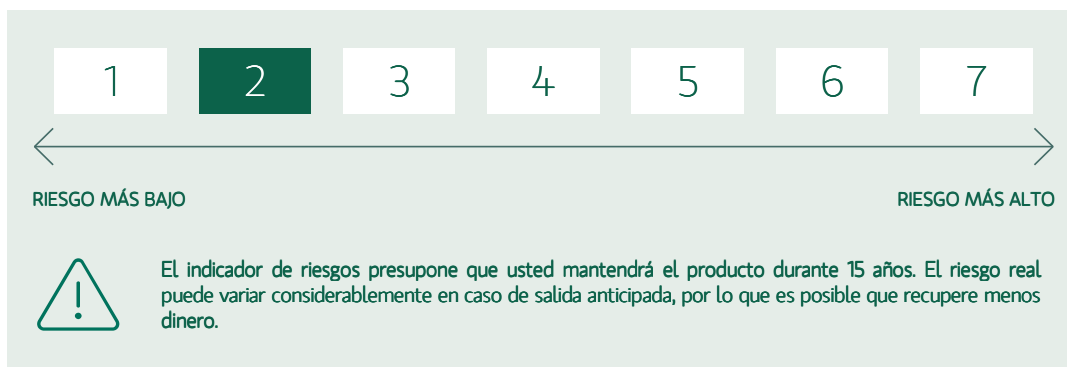 1 2 3 4 5 6 7
RIESGO MÁS BAJO RIESGO MÁS ALTO
El indicador de riesgos presupone que usted mantendrá el producto durante 15 años. El riesgo real
puede variar considerablemente en caso de salida anticipada, por lo que es posible que recupere menos
dinero.